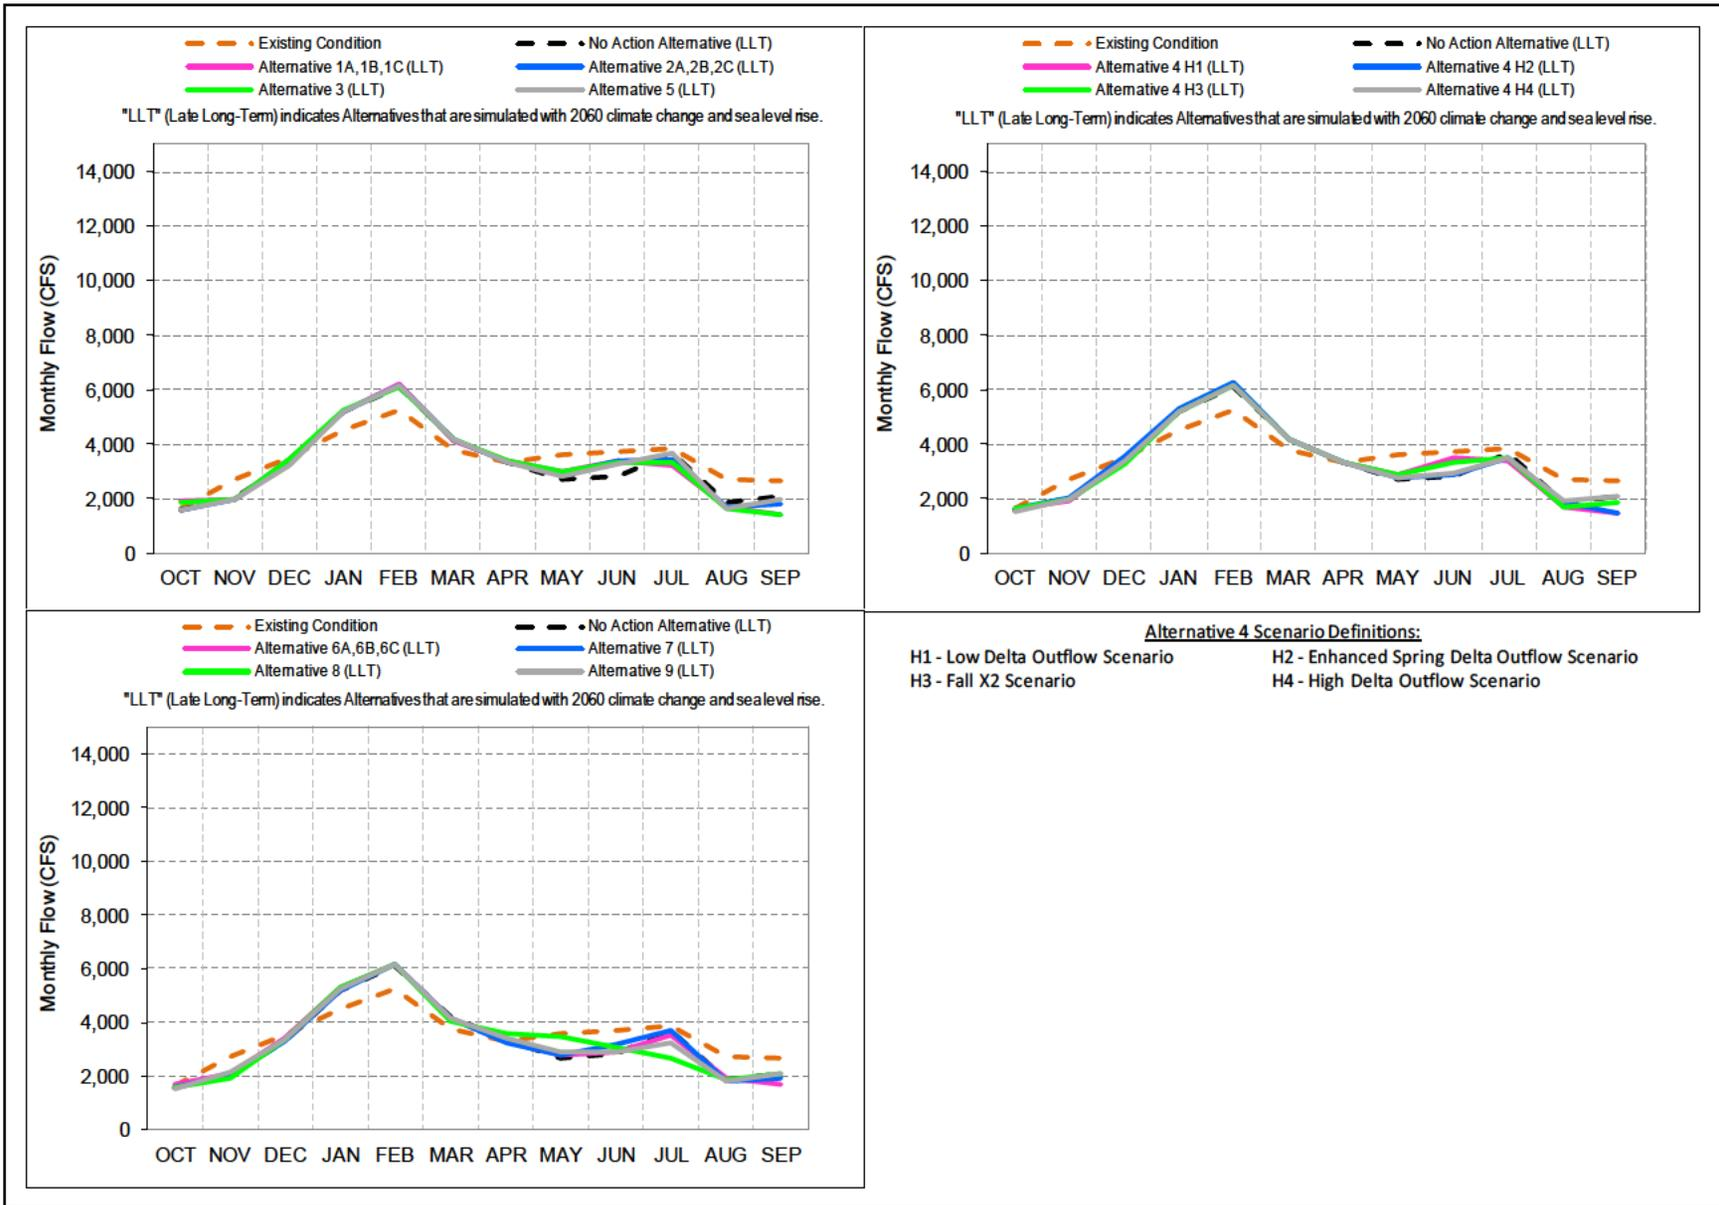 Existing Condition No Action Alternative (LLT)
Alternative 1A,1B,1C (LLT) Alternative 2A,2B,2C (LLT)
Alternative 3 (LLT) Alternative 5 (LLT)
"LLT" (Late Long-Term) indicates Alternatives that are simulated with 2060 climate change and sea level rise.
Monthly Flow (CFS)
14,000
12,000
10,000
8,000
6,000
4,000
2,000
0
OCT NOV DEC JAN FEB MAR APR MAY JUN JUL AUG SEP
Existing Condition No Action Alternative (LLT)
Alternative 4 H1 (LLT) Alternative 4 H2 (LLT)
Alternative 4 H3 (LLT) Alternative 4 H4 (LLT)
"LLT" (Late Long-Term) indicates Alternatives that are simulated with 2060 climate change and sea level rise.
Monthly Flow (CFS)
14,000
12,000
10,000
8,000
6,000
4,000
2,000
0
OCT NOV DEC JAN FEB MAR APR MAY JUN JUL AUG SEP
Existing Condition No Action Alternative (LLT)
Alternative 6A,6B,6C (LLT) Alternative 7 (LLT)
Alternative 8 (LLT) Alternative 9 (LLT)
"LLT" (Late Long-Term) indicates Alternatives that are simulated with 2060 climate change and sea level rise.
Monthly Flow (CFS)
14,000
12,000
10,000
8,000
6,000
4,000
2,000
0
OCT NOV DEC JAN FEB MAR APR MAY JUN JUL AUG SEP
Alternative 4 Scenario Definitions:
H1 - Low Delta Outflow Scenario H2 - Enhanced Spring Delta Outflow Scenario
H3 - Fall X2 Scenario H4 - High Delta Outflow Scenario